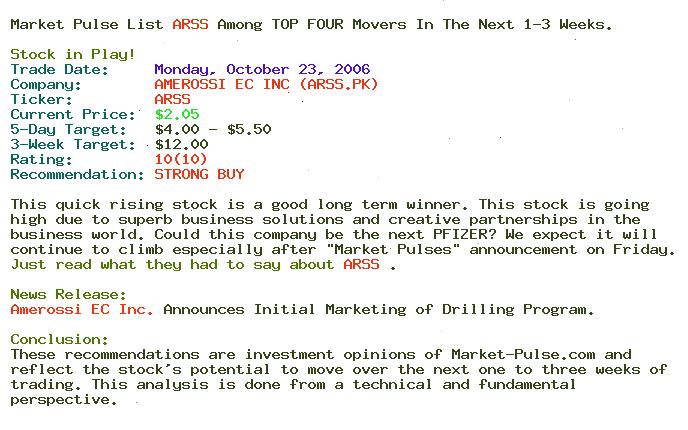 Market Pulse List ARSS Among TOP FOUR Movers In The Next 1-3 Weeks.
Stock in Play!
Trade Date: Monday, October 23, 2006
Company: AMEROSSI EC INC (ARSS.PK)
Ticker: ARSS
Current Price: $2.05
5-Day Target: $4.00 - $5.50
3-Week Target: $12.00
Rating: 10(10)
Recommendation: STRONG BUY
This quick rising stock is a good long term winner. This stock is going
high due to superb business solutions and creative partnerships in the
business world. Could this company be the next PFIZER? We expect it will
continue to climb especially after "Market Pulses" announcement on Friday.
Just read what they had to say about ARSS .
News Release:
Amerossi EC Inc. Announces Initial Marketing of Drilling Program.
Conclusion:
These recommendations are investment opinions of Market-Pulse.com and
reflect the stock's potential to move over the next one to three weeks of
trading. This analysis is done from a technical and fundamental
perspective.